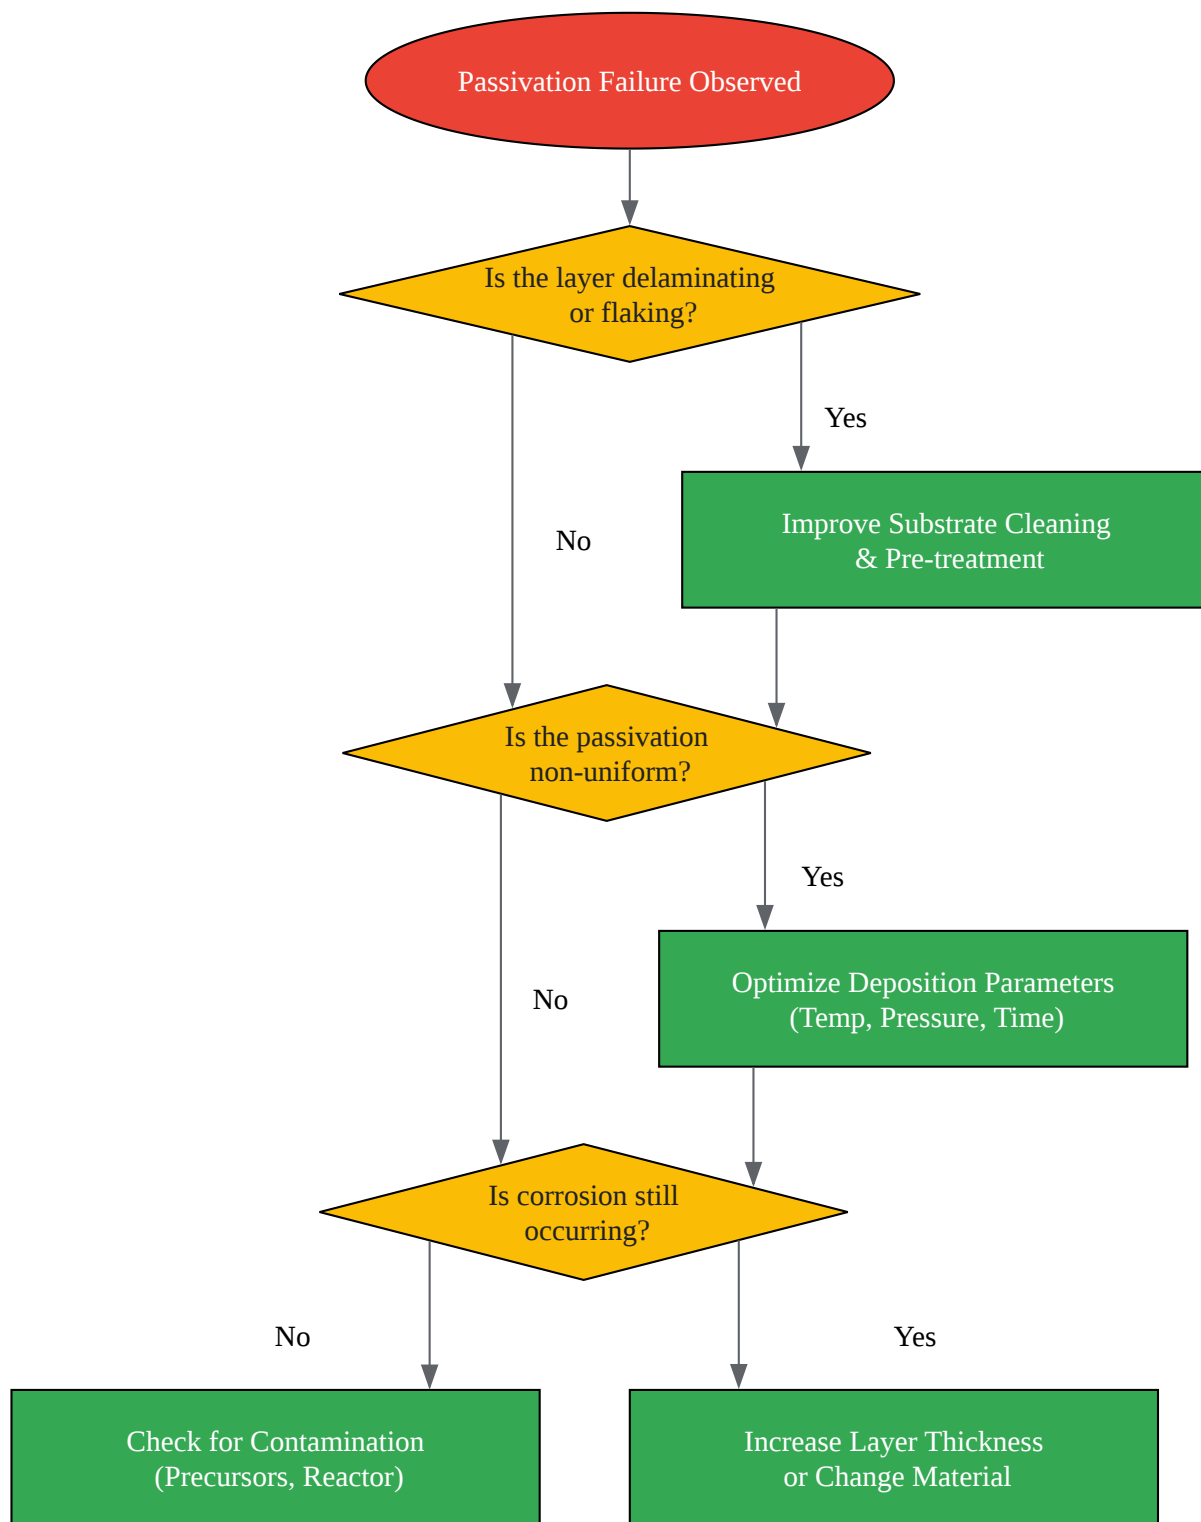 Passivation Failure Observed
Is the layer delaminating
or flaking?
Yes
No
Improve Substrate Cleaning
& Pre-treatment
Is the passivation
non-uniform?
Yes
No
Optimize Deposition Parameters
(Temp, Pressure, Time)
Is corrosion still
occurring?
No
Yes
Check for Contamination
(Precursors, Reactor)
Increase Layer Thickness
or Change Material